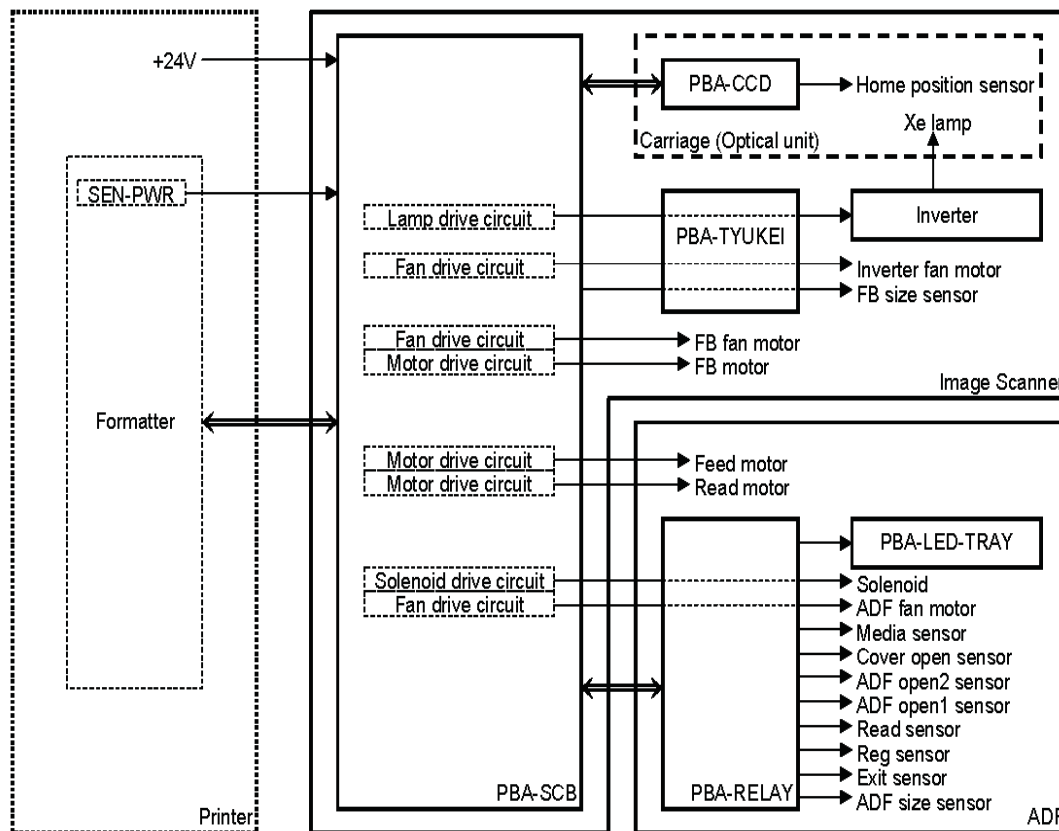 +24V
PBA-CCD
Home position sensor
Xe lamp
Carriage (Optical unit)
SEN-PWR
Lamp drive circuit
PBA-TYUKEI
Inverter
Fan drive circuit
Inverter fan motor
FB size sensor
Fan drive circuit
FB fan motor
Motor drive circuit
FB motor
Image Scanner
Formatter
Motor drive circuit
Feed motor
Motor drive circuit
Read motor
PBA-LED-TRAY
Solenoid drive circuit
Solenoid
Fan drive circuit
ADF fan motor
Media sensor
Cover open sensor
ADF open2 sensor
ADF open1 sensor
Read sensor
Reg sensor
Exit sensor
ADF size sensor
PBA-SCB
PBA-RELAY
Printer
ADF